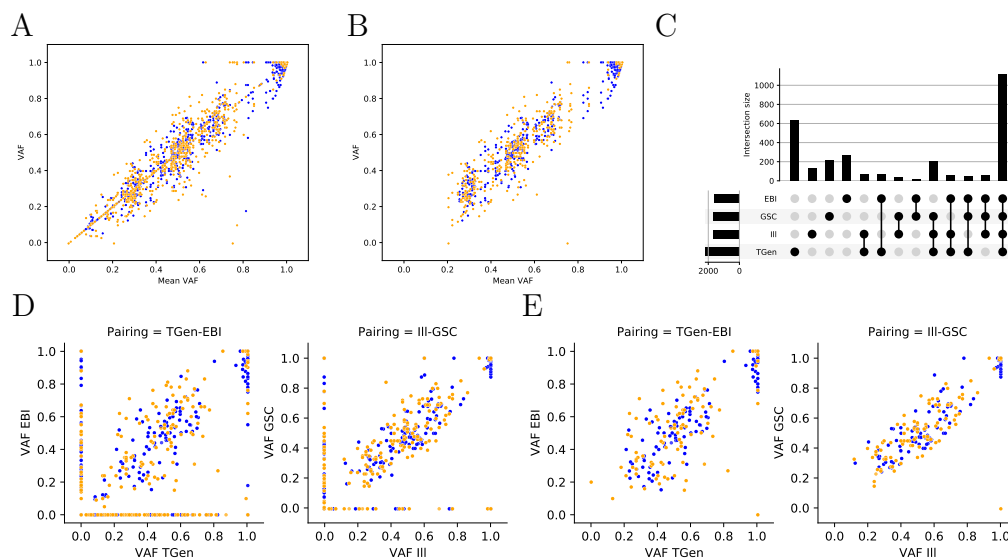 A
B
C
VAF
1.0
0.8
0.6
0.4
0.2
0.0
0.0 0.2 0.4 0.6 0.8 1.0
Mean VAF
VAF
1.0
0.8
0.6
0.4
0.2
0.0
0.0 0.2 0.4 0.6 0.8 1.0
Mean VAF
Intersection size
1000
800
600
400
200
0
EBI
GSC
Ill
TGen
2000 0
D
E
Pairing = TGen-EBI
VAF EBI
1.0
0.8
0.6
0.4
0.2
0.0
0.0 0.2 0.4 0.6 0.8 1.0
VAF TGen
Pairing = Ill-GSC
VAF GSC
1.0
0.8
0.6
0.4
0.2
0.0
0.0 0.2 0.4 0.6 0.8 1.0
VAF Ill
Pairing = TGen-EBI
VAF EBI
1.0
0.8
0.6
0.4
0.2
0.0
0.0 0.2 0.4 0.6 0.8 1.0
VAF TGen
Pairing = Ill-GSC
VAF GSC
1.0
0.8
0.6
0.4
0.2
0.0
0.0 0.2 0.4 0.6 0.8 1.0
VAF Ill